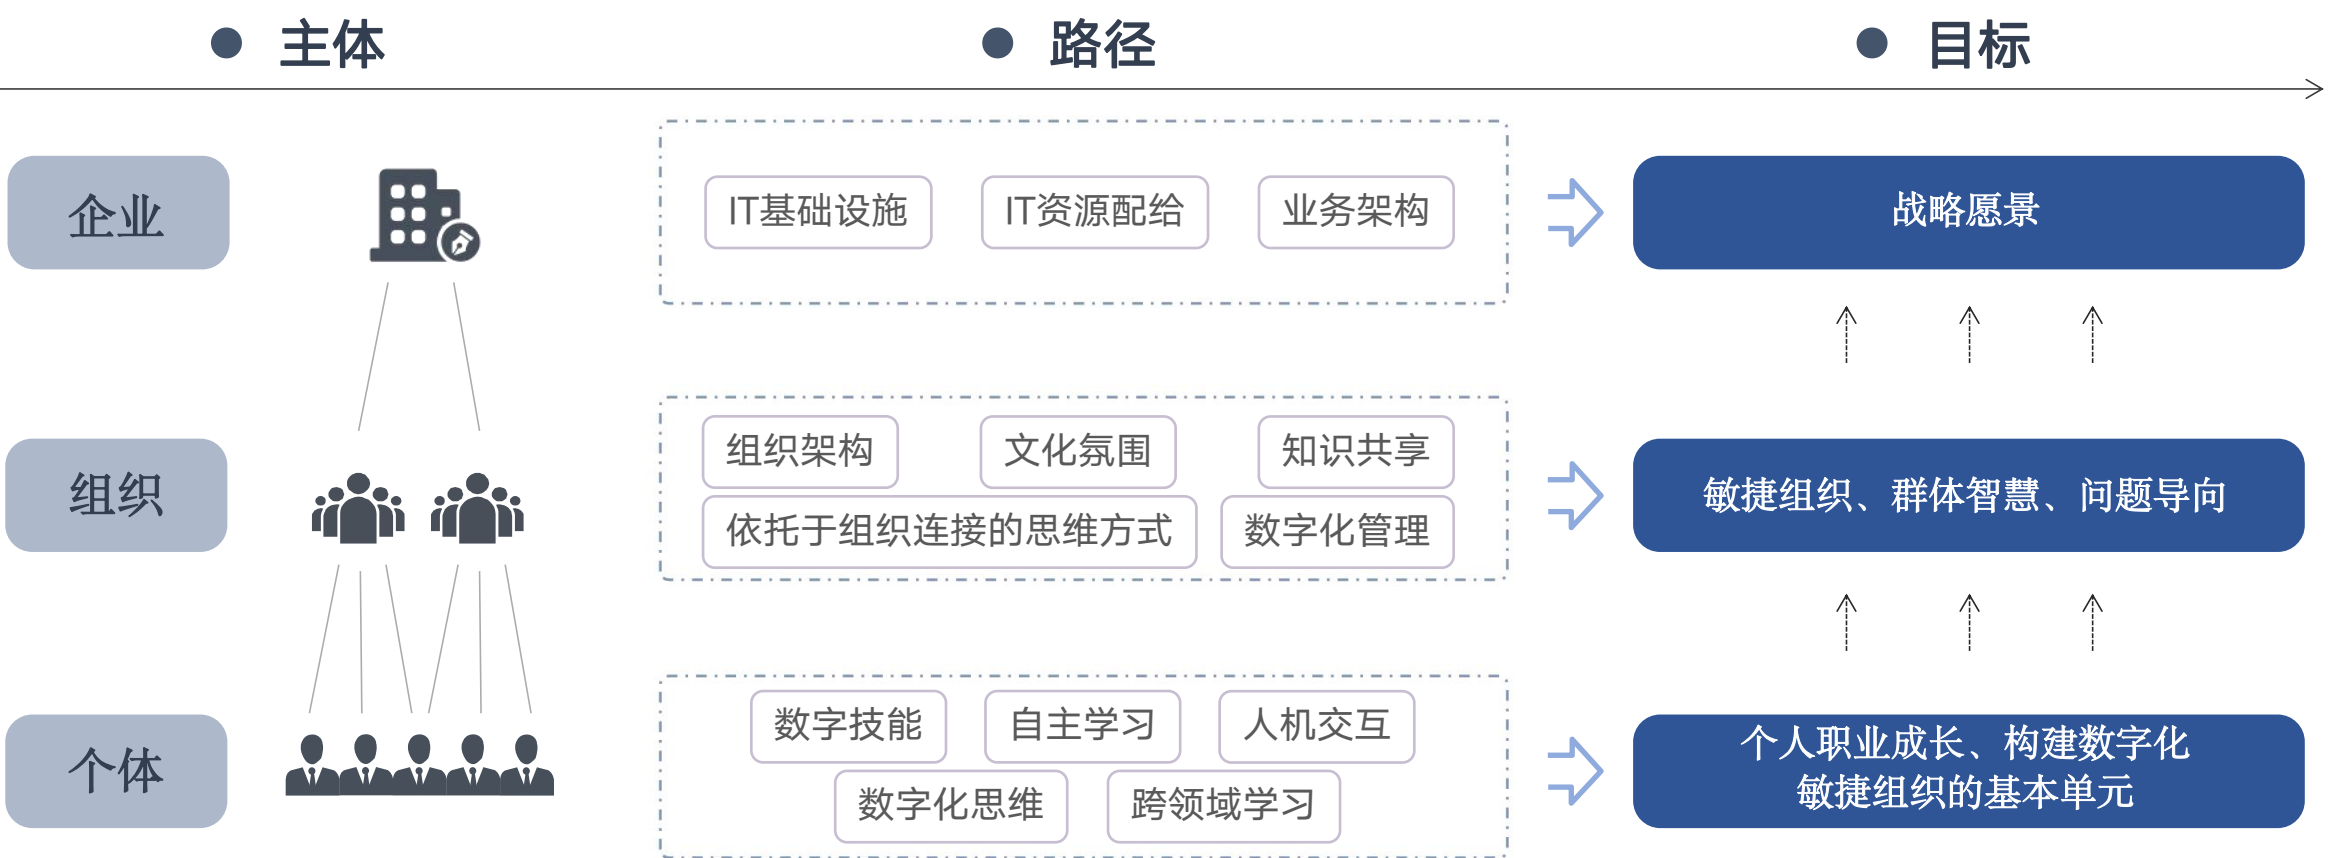 主体
路径
目标
企业
IT基础设施
IT资源配给
业务架构
战略愿景
组织
组织架构
文化氛围
知识共享
依托于组织连接的思维方式
数字化管理
敏捷组织、群体智慧、问题导向
个体
数字技能
自主学习
人机交互
数字化思维
跨领域学习
个人职业成长、构建数字化
敏捷组织的基本单元